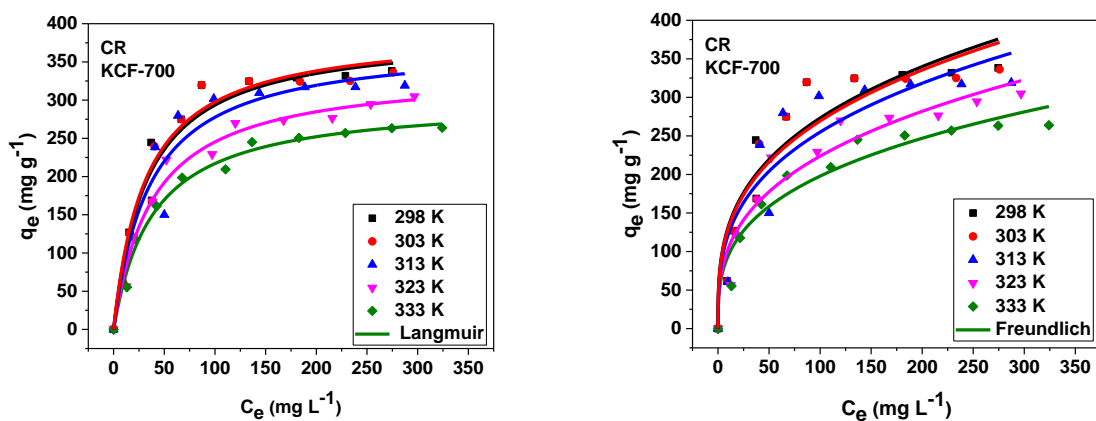 CR
KCF-700
q_e (mg g^-1)
400
350
300
250
200
150
100
50
0
298 K
303 K
313 K
323 K
333 K
Langmuir
0 50 100 150 200 250 300 350
C_e (mg L^-1)
CR
KCF-700
q_e (mg g^-1)
400
350
300
250
200
150
100
50
0
298 K
303 K
313 K
323 K
333 K
Freundlich
0 50 100 150 200 250 300 350
C_e (mg L^-1)